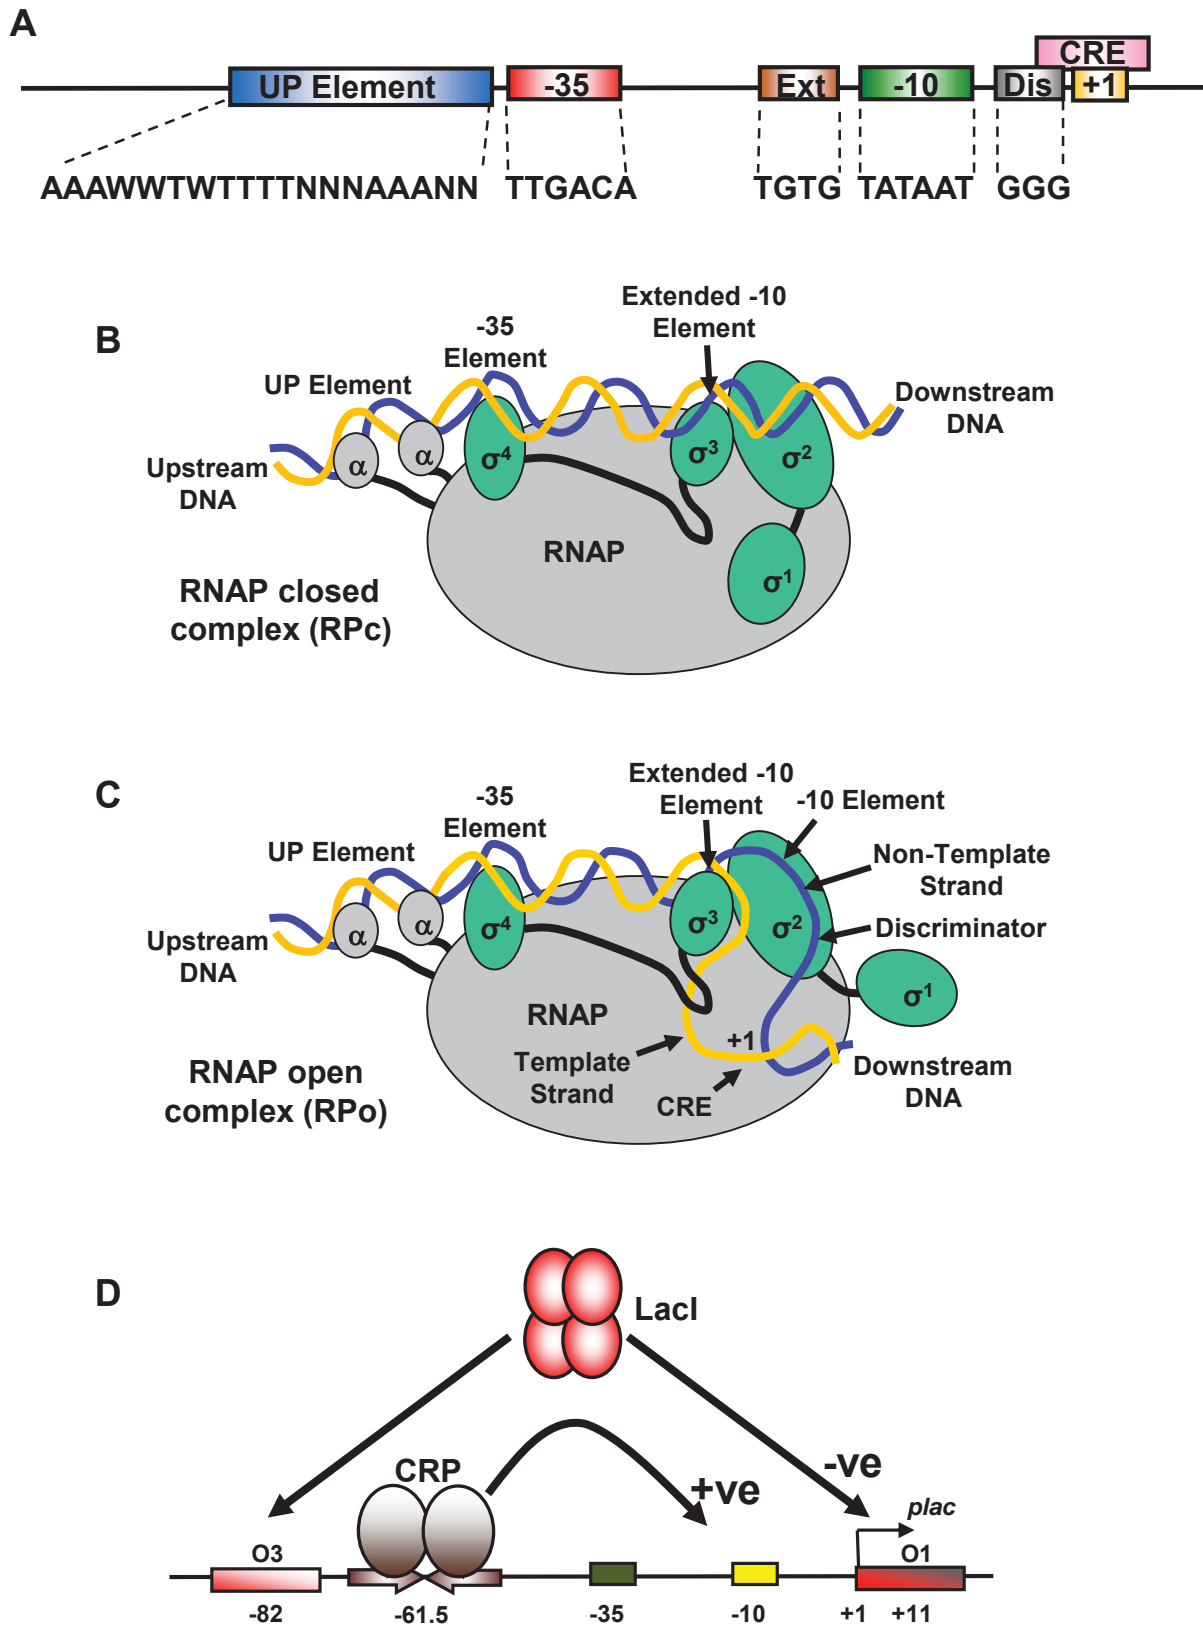 A
CRE
UP Element
-35
Ext
-10
Dis
+1
AAAWWTWTTTTNNNAAANN
TTGACA
TGTG
TATAAT
GGG
B
Extended -10
Element
-35
Element
UP Element
Downstream
DNA
Upstream
DNA
α
α
σ4
σ3
σ2
σ1
RNAP
RNAP closed
complex (RPc)
C
Extended -10
Element
-35
Element
-10 Element
UP Element
Non-Template
Strand
Discriminator
Upstream
DNA
α
α
σ4
σ3
σ2
σ1
RNAP
+1
Template
Strand
CRE
Downstream
DNA
RNAP open
complex (RPo)
D
LacI
CRP
+ve
-ve
plac
O3
O1
-82
-61.5
-35
-10
+1
+11